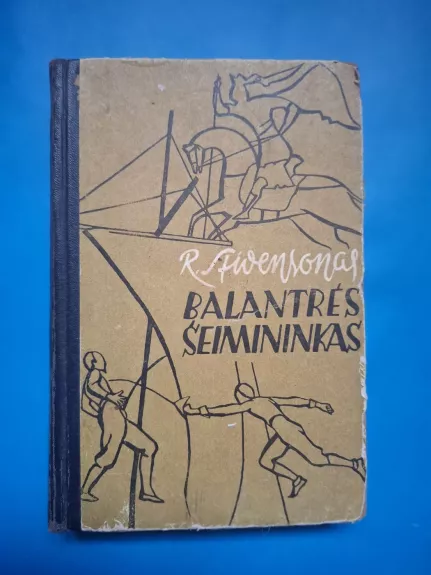 R. Stivensonas
BALANTRĖS
ŠEIMININKAS